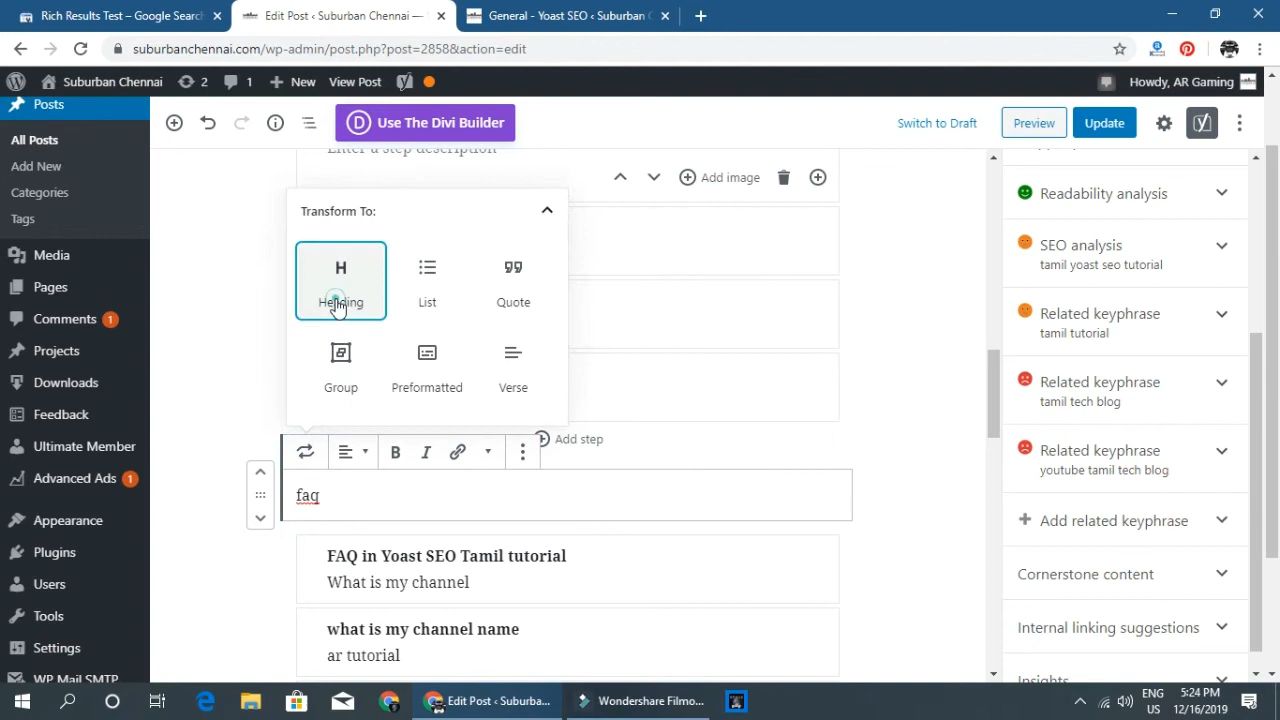 Rich Results Test – Google Search
Edit Post ‹ Suburban Chennai —
General - Yoast SEO ‹ Suburban C
suburbanchennai.com/wp-admin/post.php?post=2858&action=edit
Suburban Chennai
2
1
New
View Post
Howdy, AR Gaming
Posts
All Posts
Add New
Categories
Tags
Media
Pages
Comments 1
Projects
Downloads
Feedback
Ultimate Member
Advanced Ads 1
Appearance
Plugins
Users
Tools
Settings
WP Mail SMTP
Use The Divi Builder
Switch to Draft
Preview
Update
Enter a step description
Add image
Transform To:
Heading
List
Quote
Group
Preformatted
Verse
Add step
faq
FAQ in Yoast SEO Tamil tutorial
What is my channel
what is my channel name
ar tutorial
Readability analysis
SEO analysis
tamil yoast seo tutorial
Related keyphrase
tamil tutorial
Related keyphrase
tamil tech blog
Related keyphrase
youtube tamil tech blog
Add related keyphrase
Cornerstone content
Internal linking suggestions
Insights
Edit Post ‹ Suburba...
Wondershare Filmo...
ENG
US
5:24 PM
12/16/2019